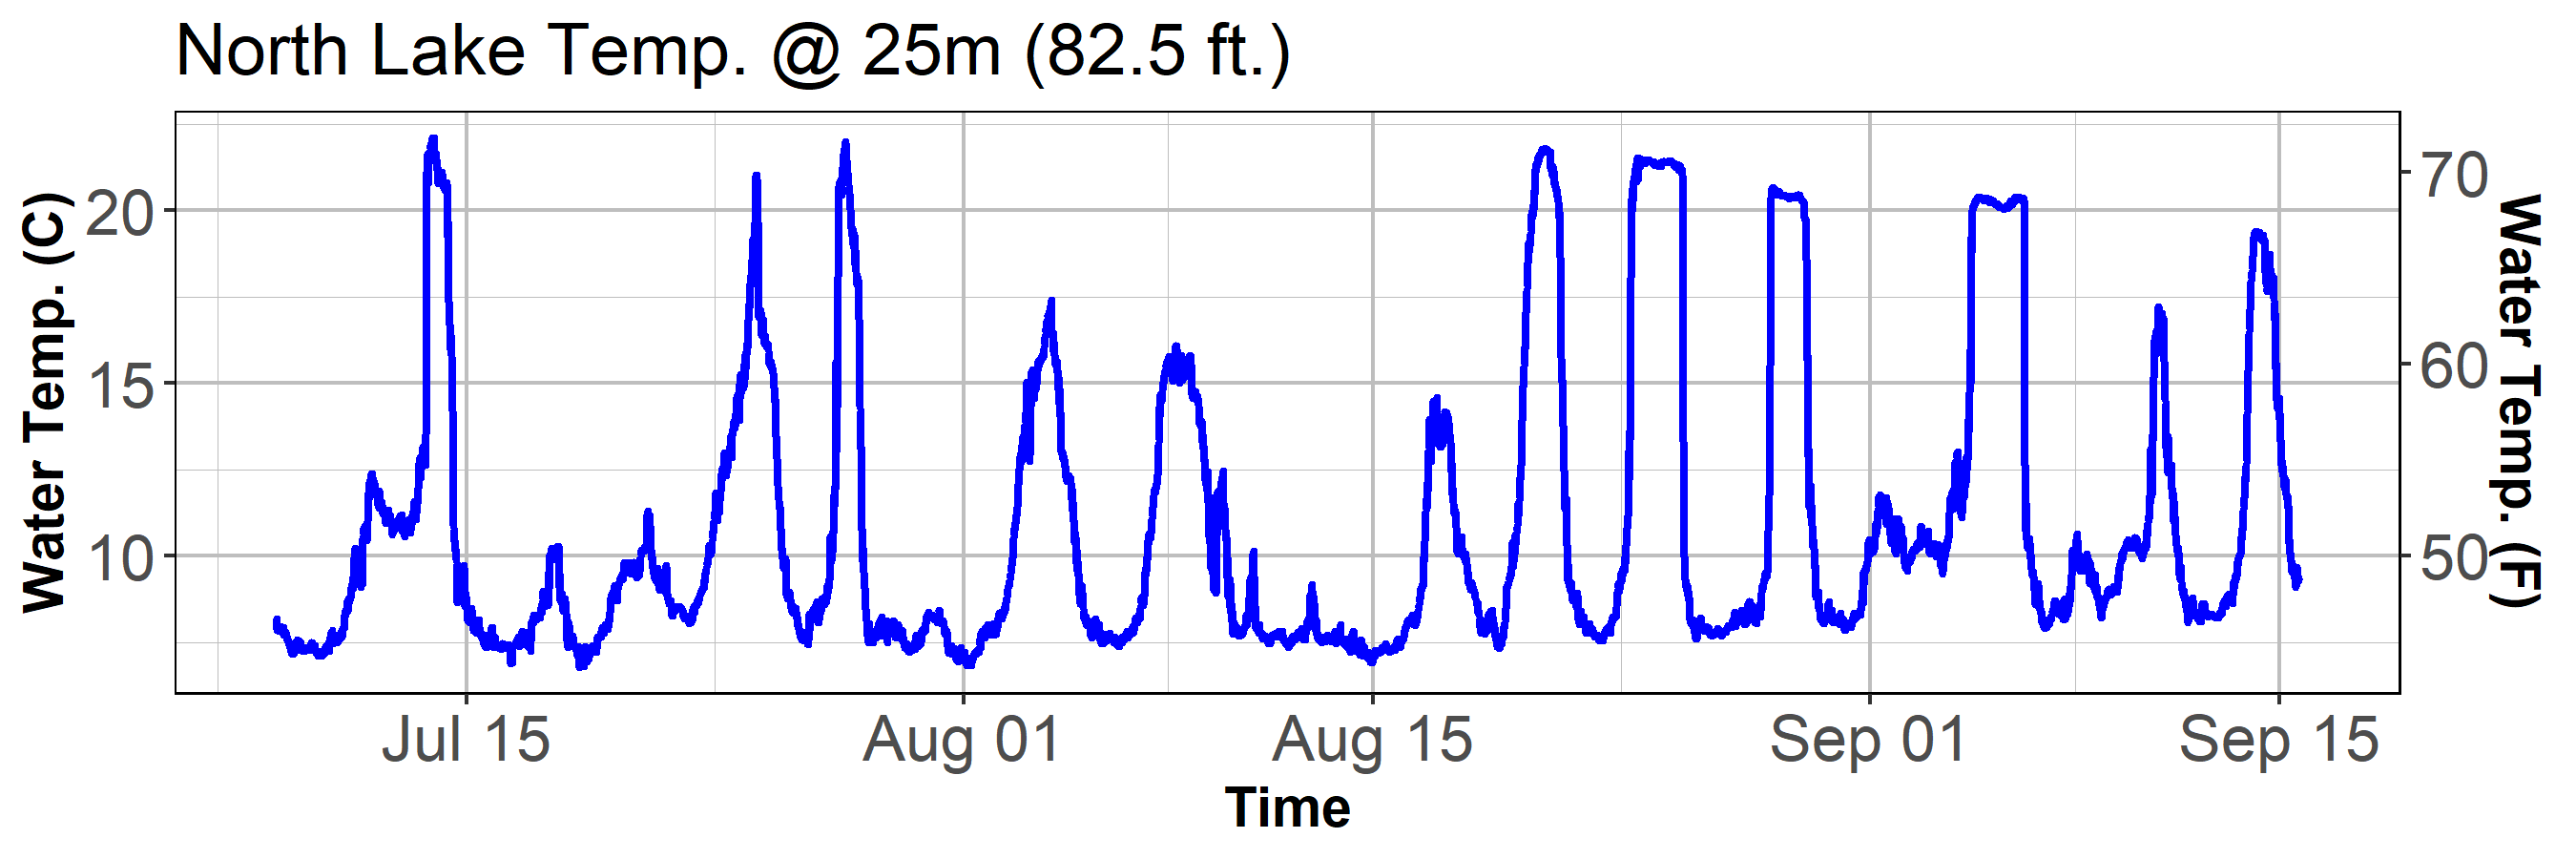 North Lake Temp. @ 25m (82.5 ft.)
Water Temp. (C)
20
15
10
70
60
50
Water Temp. (F)
Jul 15
Aug 01
Aug 15
Sep 01
Sep 15
Time